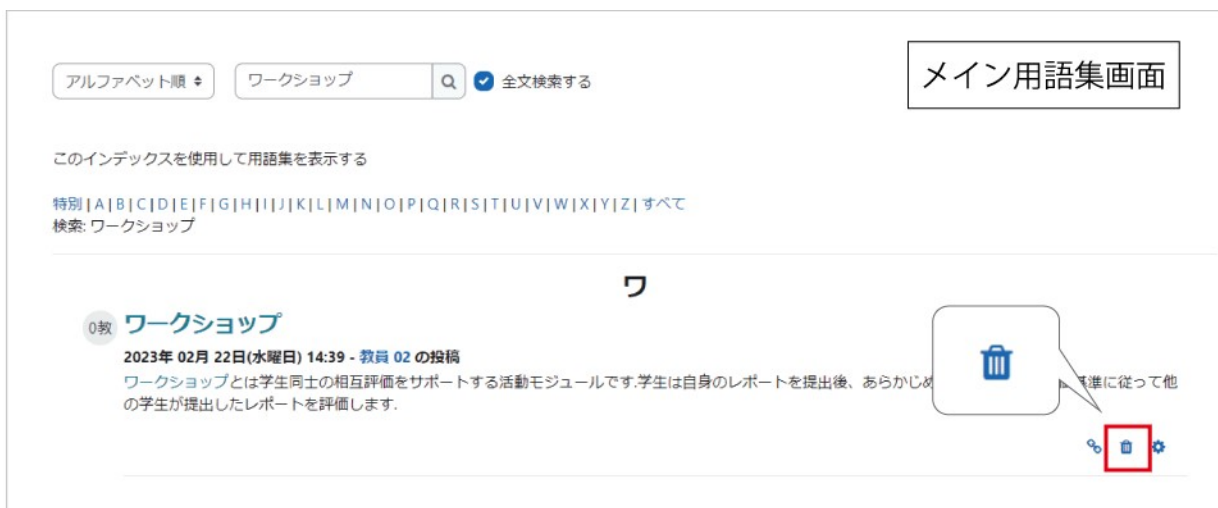 アルファベット順 ワークショップ 全文検索する
メイン用語集画面
このインデックスを使用して用語集を表示する
特別 | A | B | C | D | E | F | G | H | I | J | K | L | M | N | O | P | Q | R | S | T | U | V | W | X | Y | Z | すべて
検索: ワークショップ
ワ
0教 ワークショップ
2023年 02月 22日(水曜日) 14:39 - 教員 02 の投稿
ワークショップとは学生同士の相互評価をサポートする活動モジュールです.学生は自身のレポートを提出後、あらかじめ 準に従って他
の学生が提出したレポートを評価します.